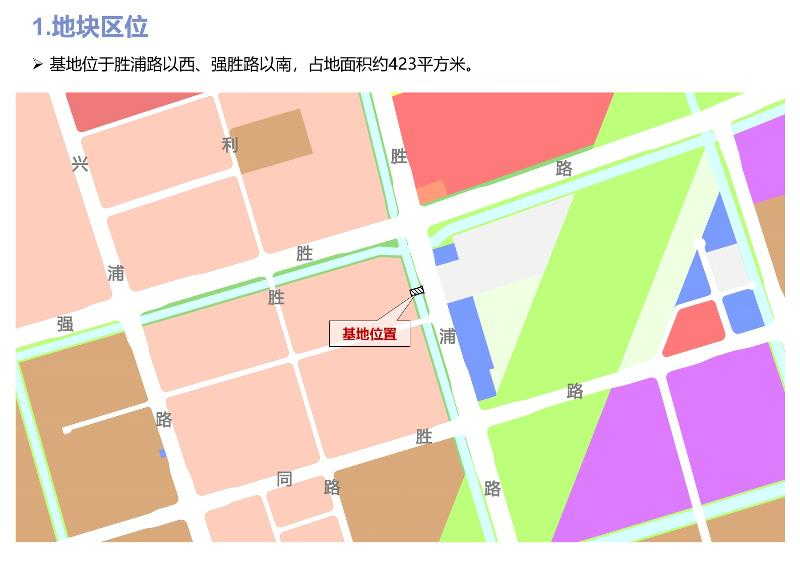 1.地块区位
➢ 基地位于胜浦路以西、强胜路以南，占地面积约423平方米。
兴
利
胜
路
浦
胜
胜
强
基地位置
浦
路
路
胜
同
路
路